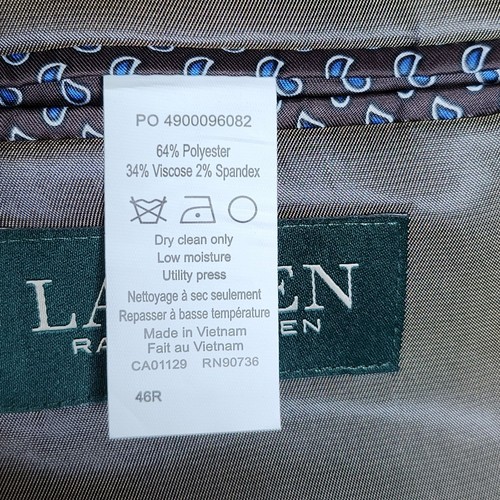 PO 4900096082
64% Polyester
34% Viscose 2% Spandex
Dry clean only
Low moisture
Utility press
Nettoyage à sec seulement
Repasser à basse température
Made in Vietnam
Fait au Vietnam
CA01129 RN90736
46R